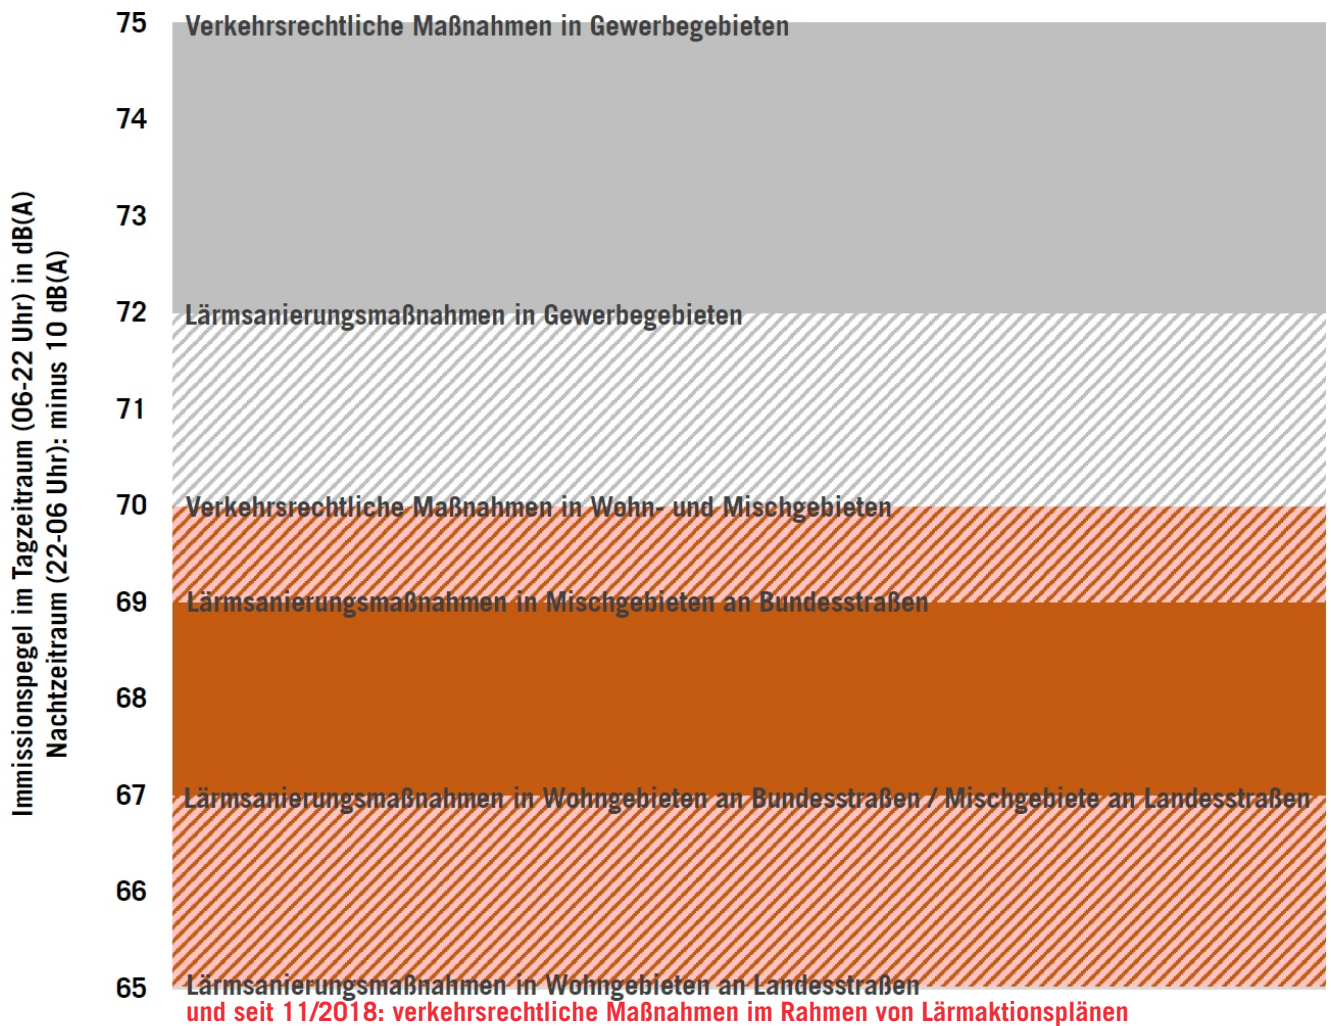 Immissionspegel im Tagzeitraum (06-22 Uhr) in dB(A)
Nachtzeitraum (22-06 Uhr): minus 10 dB(A)
75
Verkehrsrechtliche Maßnahmen in Gewerbegebieten
74
73
72
Lärmsanierungsmaßnahmen in Gewerbegebieten
71
70
Verkehrsrechtliche Maßnahmen in Wohn- und Mischgebieten
69
Lärmsanierungsmaßnahmen in Mischgebieten an Bundesstraßen
68
67
Lärmsanierungsmaßnahmen in Wohngebieten an Bundesstraßen / Mischgebiete an Landesstraßen
66
65
Lärmsanierungsmaßnahmen in Wohngebieten an Landesstraßen
und seit 11/2018: verkehrsrechtliche Maßnahmen im Rahmen von Lärmaktionsplänen